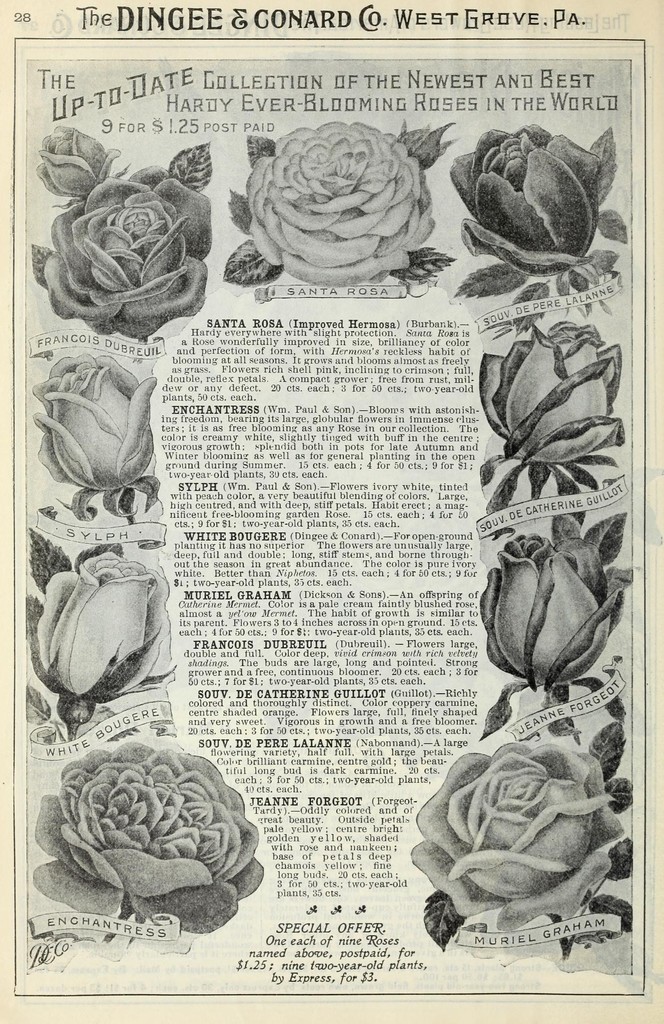 28 The DINGEE & CONARD Co. WEST GROVE. PA.
THE UP-TO-DATE COLLECTION OF THE NEWEST AND BEST
HARDY EVER-BLOOMING ROSES IN THE WORLD
9 FOR $1.25 POST PAID
SANTA ROSA
SOUV. DE PERE LALANNE
FRANCOIS DUBREUIL
SANTA ROSA (Improved Hermosa) (Burbank).—
Hardy everywhere with slight protection. Santa Rosa is
a Rose wonderfully improved in size, brilliancy of color
and perfection of form, with Hermosa's reckless habit of
blooming at all seasons. It grows and blooms almost as freely
as grass. Flowers rich shell pink, inclining to crimson; full,
double, reflex petals. A compact grower; free from rust, mil-
dew or any defect. 20 cts. each; 3 for 50 cts.; two-year-old
plants, 50 cts. each.
ENCHANTRESS (Wm. Paul & Son).—Blooms with astonish-
ing freedom, bearing its large, globular flowers in immense clus-
ters; it is as free blooming as any Rose in our collection. The
color is creamy white, slightly tinged with buff in the centre;
vigorous growth; splendid both in pots for late Autumn and
Winter blooming as well as for general planting in the open
ground during Summer. 15 cts. each; 4 for 50 cts.; 9 for $1;
two-year-old plants, 30 cts. each.
SYLPH (Wm. Paul & Son).—Flowers ivory white, tinted
with peach color, a very beautiful blending of colors. Large,
high centred, and with deep, stiff petals. Habit erect; a mag-
nificent free-blooming garden Rose. 15 cts. each; 4 for 50
cts.; 9 for $1; two-year-old plants, 35 cts. each.
WHITE BOUGERE (Dingee & Conard).—For open-ground
planting it has no superior The flowers are unusually large,
deep, full and double; long, stiff stems, and borne through-
out the season in great abundance. The color is pure ivory
white. Better than Niphetos. 15 cts. each; 4 for 50 cts.; 9 for
$1; two-year-old plants, 35 cts. each.
MURIEL GRAHAM (Dickson & Sons).—An offspring of
Catherine Mermet. Color is a pale cream faintly blushed rose,
almost a yellow Mermet. The habit of growth is similar to
its parent. Flowers 3 to 4 inches across in open ground. 15 cts.
each; 4 for 50 cts.; 9 for $1; two-year-old plants, 35 cts. each.
FRANCOIS DUBREUIL (Dubreuil).—Flowers large,
double and full. Color deep, vivid crimson with rich velvety
shadings. The buds are large, long and pointed. Strong
grower and a free, continuous bloomer. 20 cts. each; 3 for
50 cts.; 7 for $1; two-year-old plants, 35 cts. each.
SOUV. DE CATHERINE GUILLOT (Guillot).—Richly
colored and thoroughly distinct. Color coppery carmine,
centre shaded orange. Flowers large, full, finely shaped
and very sweet. Vigorous in growth and a free bloomer.
20 cts. each; 3 for 50 cts.; two-year-old plants, 35 cts. each.
SOUV. DE PERE LALANNE (Nabonnand).—A large
flowering variety, half full, with large petals.
Color brilliant carmine, centre gold; the beau-
tiful long bud is dark carmine. 20 cts.
each; 3 for 50 cts.; two-year-old plants,
40 cts. each.
JEANNE FORGEOT (Forgeot-
Tardy).—Oddly colored and of
great beauty. Outside petals
pale yellow; centre bright
golden yellow, shaded
with rose and nankeen;
base of petals deep
chamois yellow; fine
long buds. 20 cts. each;
3 for 50 cts.; two-year-old
plants, 35 cts.
SYLPH
SOUV. DE CATHERINE GUILLOT
WHITE BOUGERE
JEANNE FORGEOT
ENCHANTRESS
MURIEL GRAHAM
D&C Co.
SPECIAL OFFER.
One each of nine Roses
named above, postpaid, for
$1.25; nine two-year-old plants,
by Express, for $3.